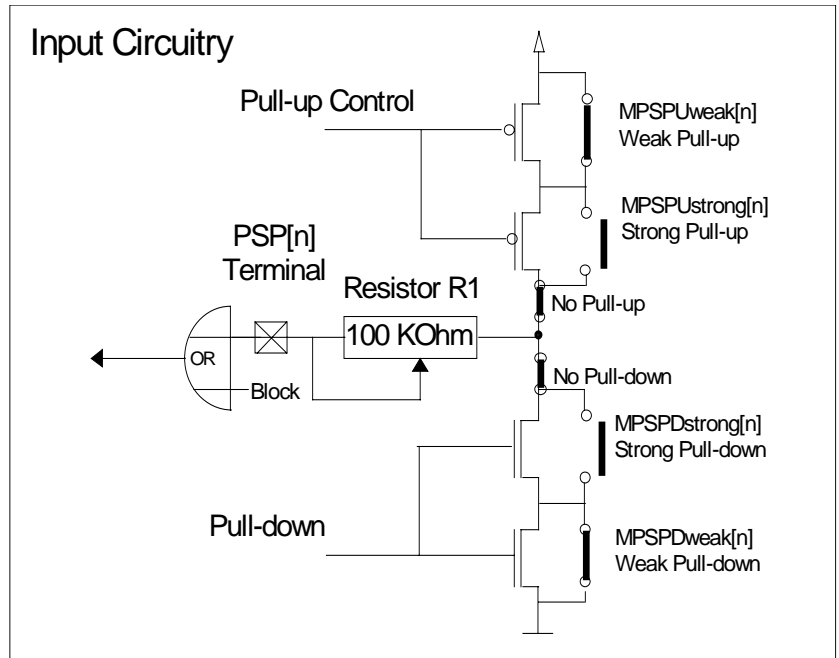 Input Circuitry
Pull-up Control
MPSPUweak[n]
Weak Pull-up
MPSPUstrong[n]
Strong Pull-up
PSP[n]
Terminal
Resistor R1
No Pull-up
100 KOhm
OR
Block
No Pull-down
MPSPDstrong[n]
Strong Pull-down
Pull-down
MPSPDweak[n]
Weak Pull-down